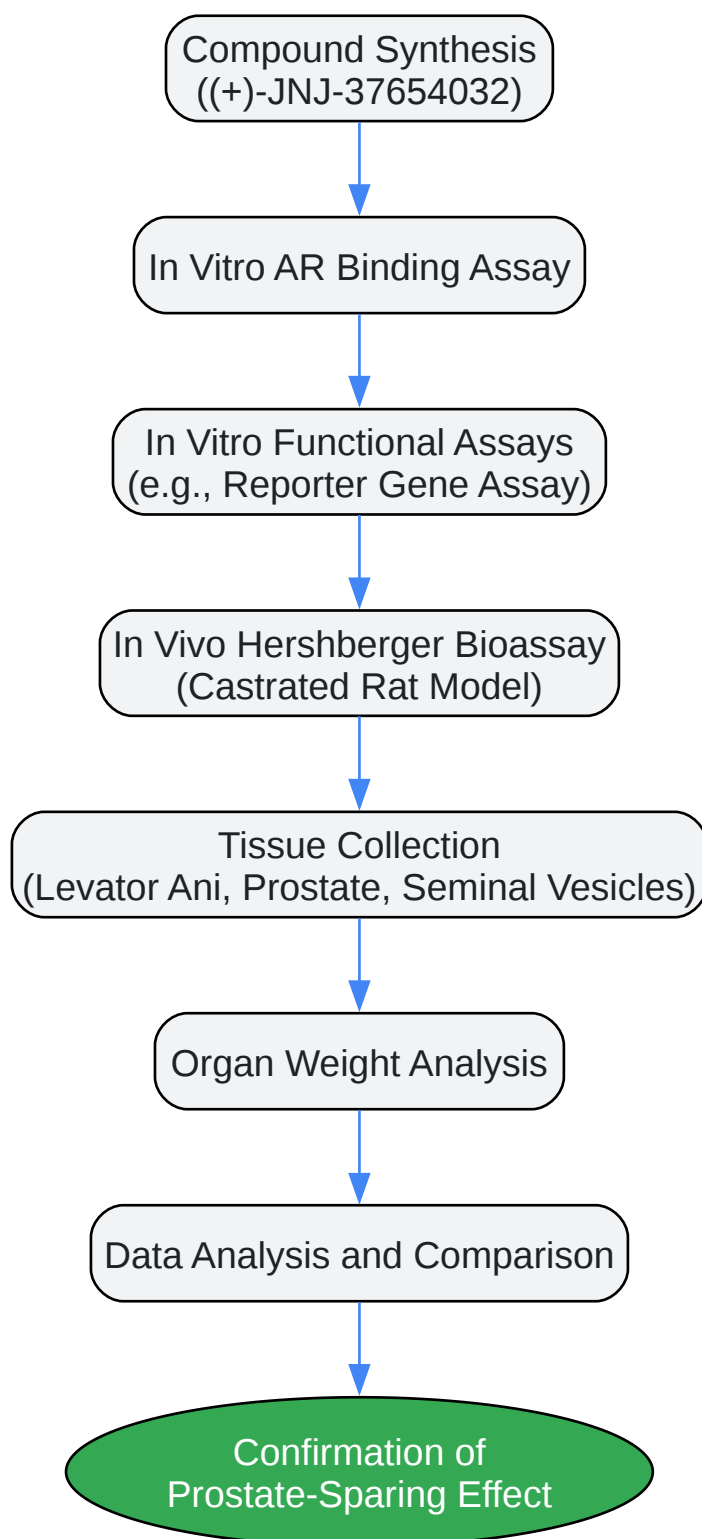 Compound Synthesis
((+)-JNJ-37654032)
In Vitro AR Binding Assay
In Vitro Functional Assays
(e.g., Reporter Gene Assay)
In Vivo Hershberger Bioassay
(Castrated Rat Model)
Tissue Collection
(Levator Ani, Prostate, Seminal Vesicles)
Organ Weight Analysis
Data Analysis and Comparison
Confirmation of
Prostate-Sparing Effect